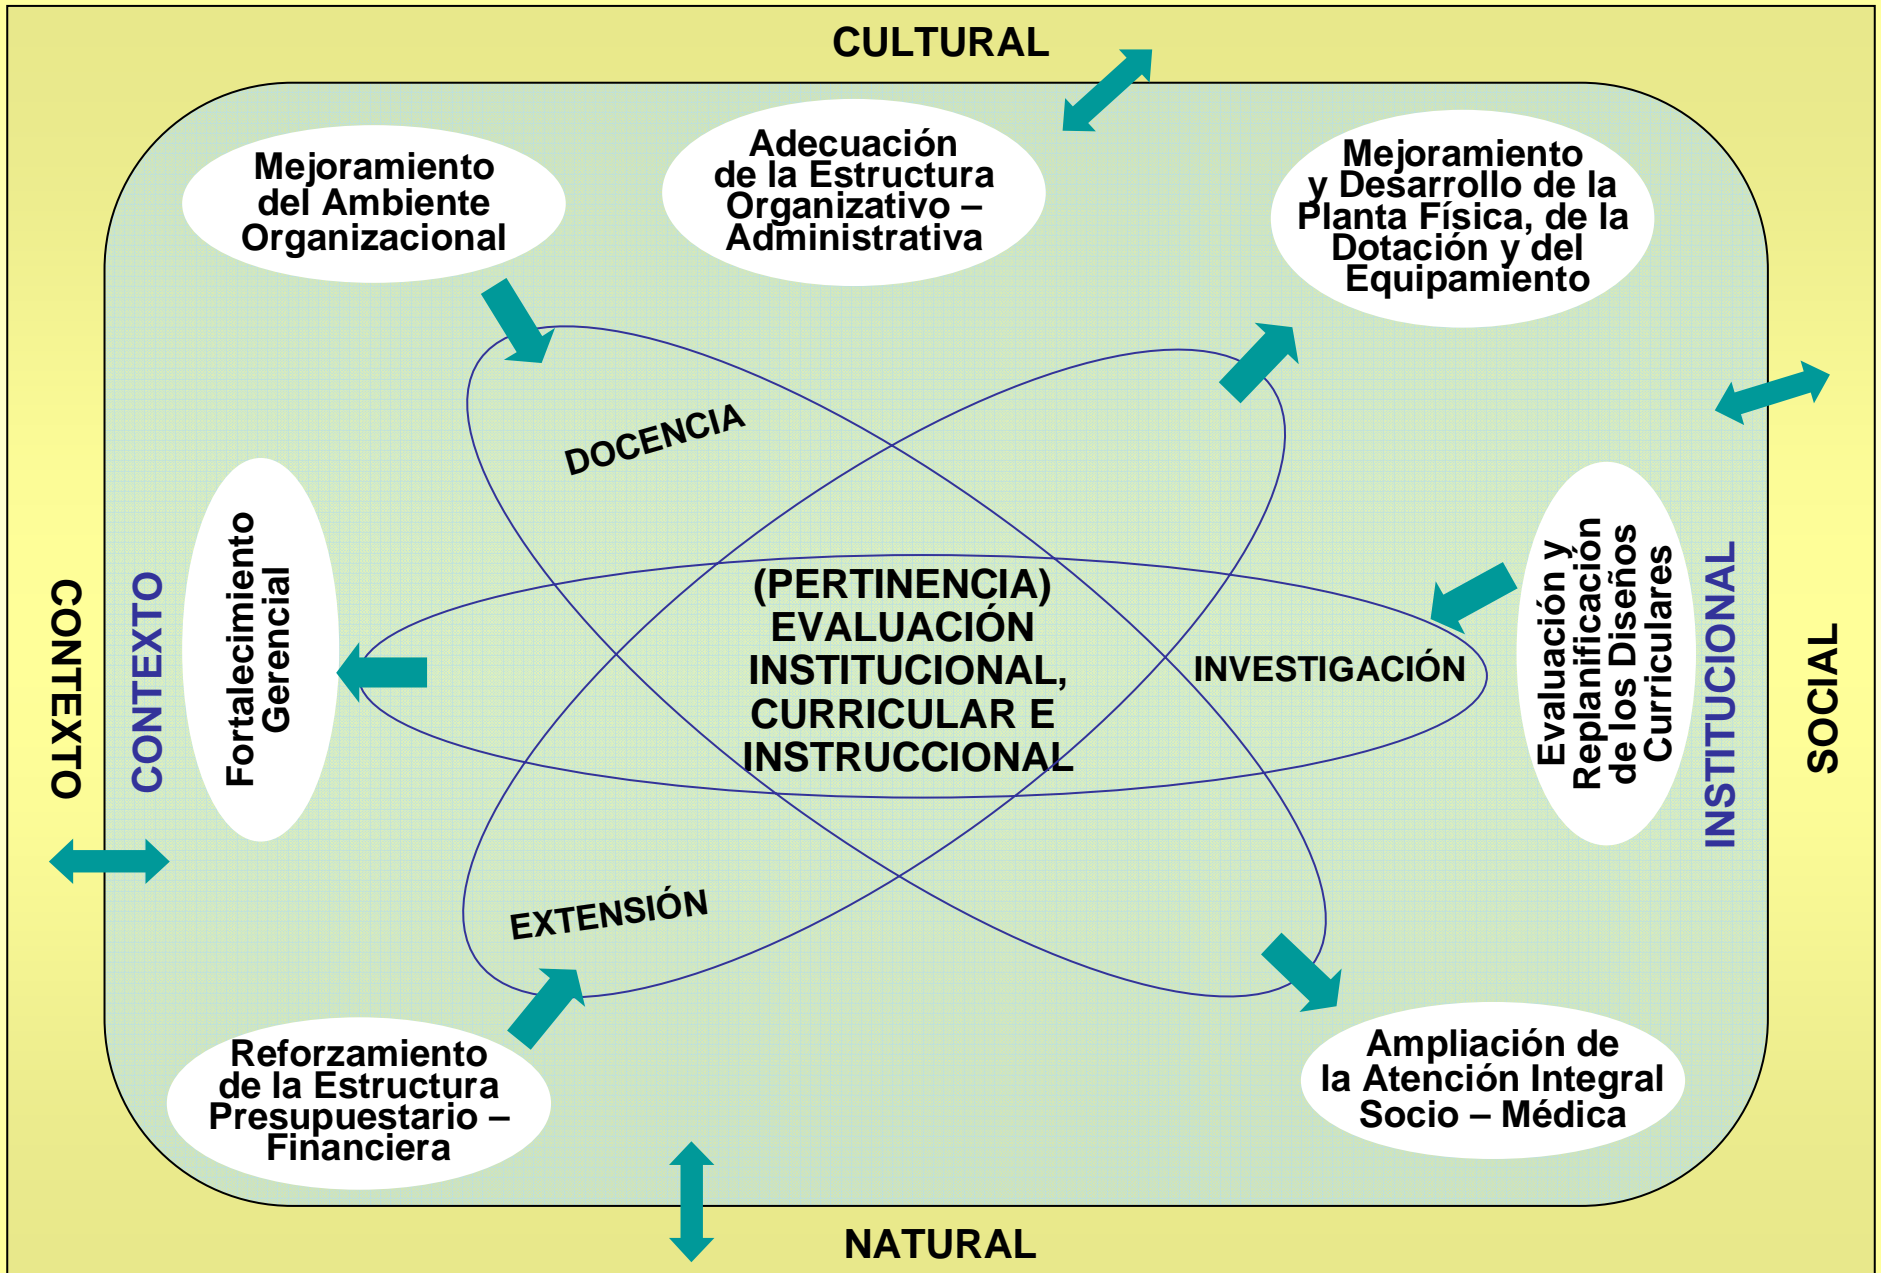 CULTURAL
Mejoramiento
del Ambiente
Organizacional
Adecuación
de la Estructura
Organizativo –
Administrativa
Mejoramiento
y Desarrollo de la
Planta Física, de la
Dotación y del
Equipamiento
DOCENCIA
CONTEXTO
CONTEXTO
Fortalecimiento
Gerencial
(PERTINENCIA)
EVALUACIÓN
INSTITUCIONAL,
CURRICULAR E
INSTRUCCIONAL
INVESTIGACIÓN
Evaluación y
Replanificación
de los Diseños
Curriculares
INSTITUCIONAL
SOCIAL
EXTENSIÓN
Reforzamiento
de la Estructura
Presupuestario –
Financiera
Ampliación de
la Atención Integral
Socio – Médica
NATURAL